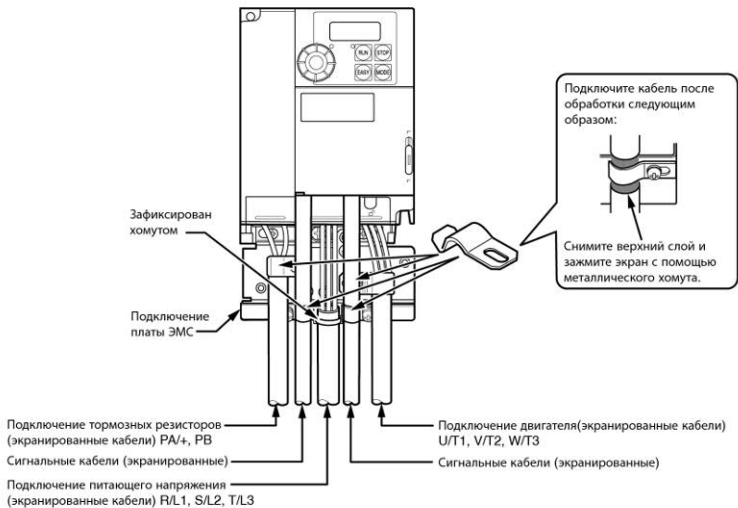 RUN STOP
EASY MODE
Подключите кабель после
обработки следующим
образом:
Снимите верхний слой и
зажмите экран с помощью
металлического хомута.
Зафиксирован
хомутом
Подключение
платы ЭМС
Подключение тормозных резисторов
(экранированные кабели) PA/+, PB
Сигнальные кабели (экранированные)
Подключение питающего напряжения
(экранированные кабели) R/L1, S/L2, T/L3
Подключение двигателя(экранированные кабели)
U/T1, V/T2, W/T3
Сигнальные кабели (экранированные)